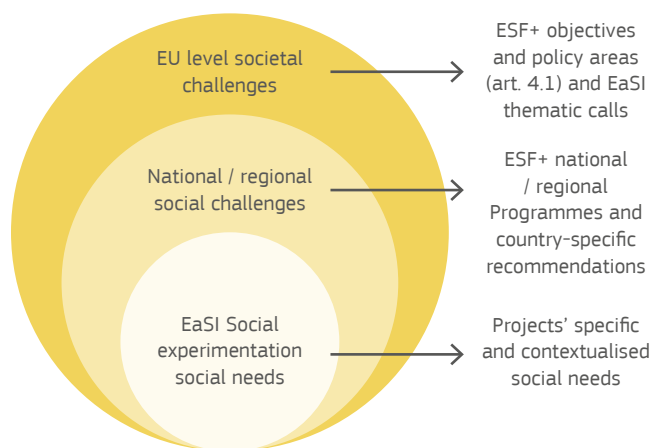 EU level societal
challenges
ESF+ objectives
and policy areas
(art. 4.1) and EaSI
thematic calls
National / regional
social challenges
ESF+ national
/ regional
Programmes and
country-specific
recommendations
EaSI Social
experimentation
social needs
Projects' specific
and contextualised
social needs